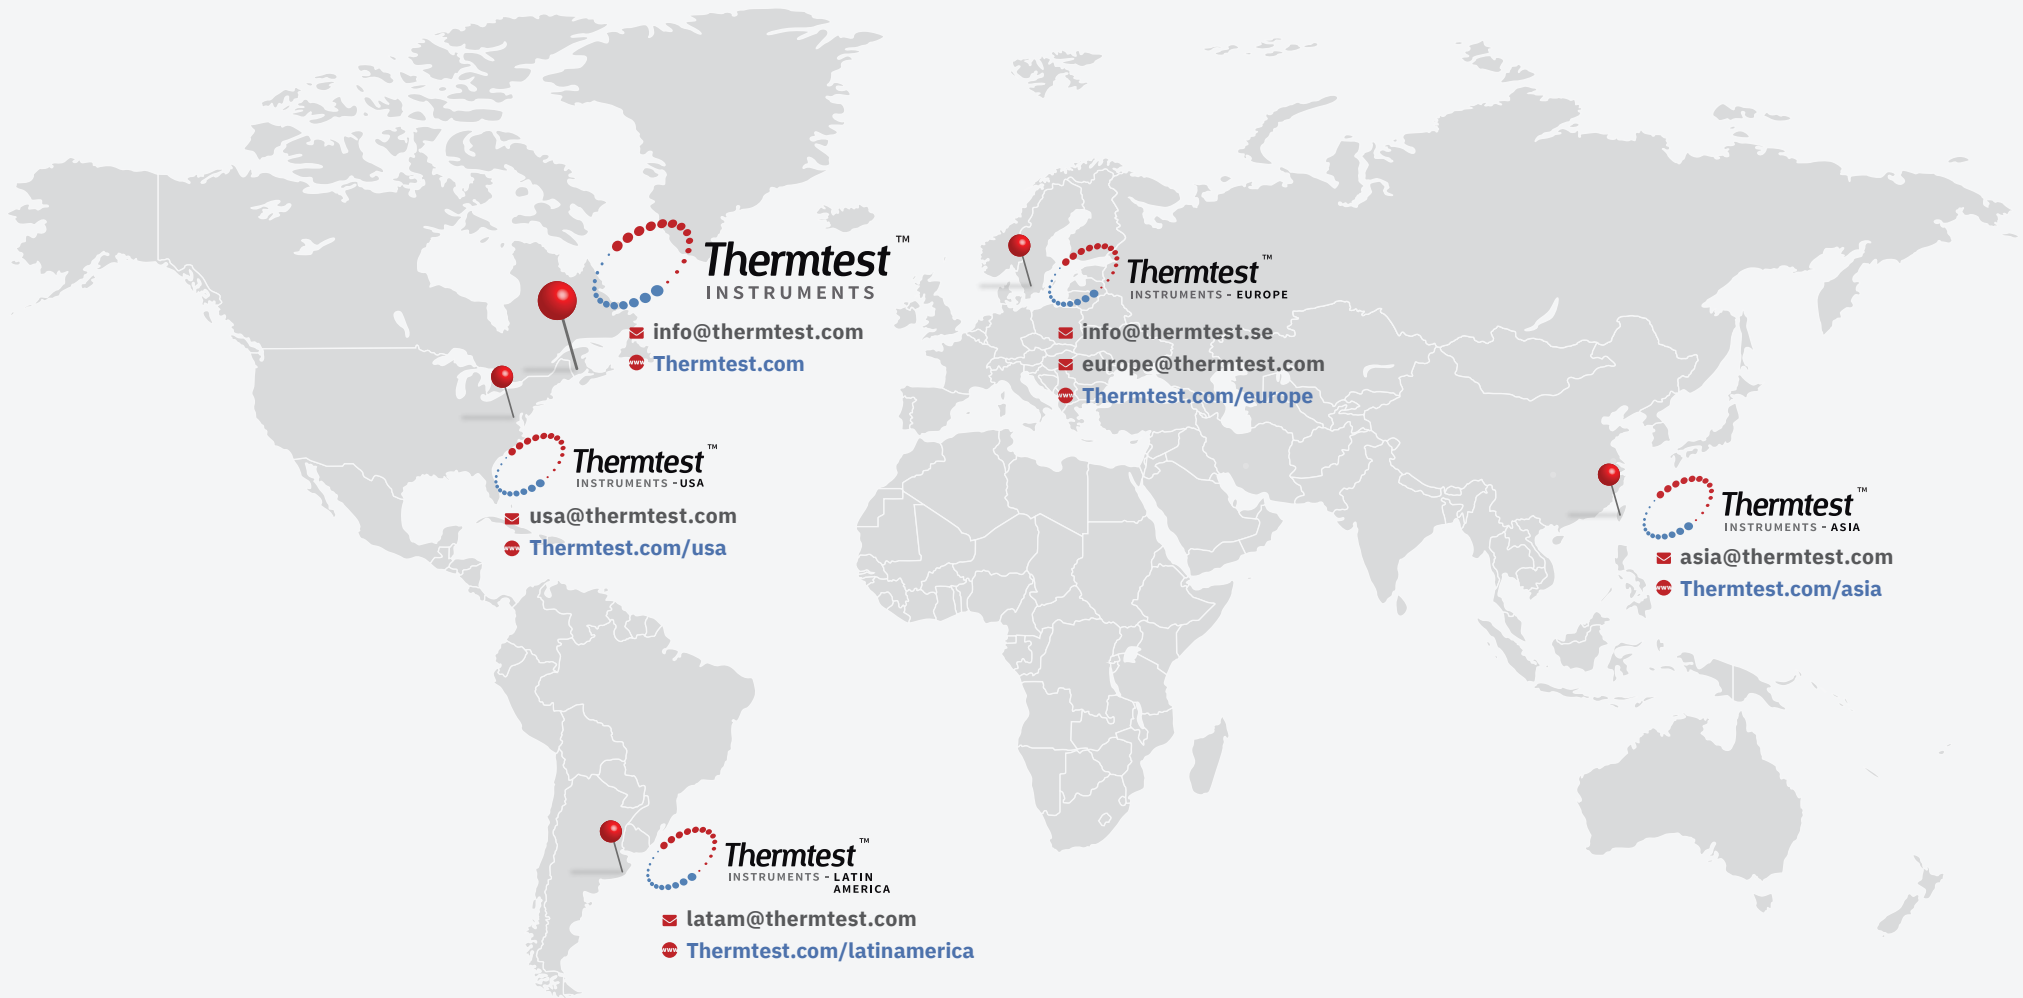 Thermtest™
INSTRUMENTS
info@thermtest.com
Thermtest.com
Thermtest™
INSTRUMENTS - EUROPE
info@thermtest.se
europe@thermtest.com
Thermtest.com/europe
Thermtest™
INSTRUMENTS - USA
usa@thermtest.com
Thermtest.com/usa
Thermtest™
INSTRUMENTS - ASIA
asia@thermtest.com
Thermtest.com/asia
Thermtest™
INSTRUMENTS - LATIN
AMERICA
latam@thermtest.com
Thermtest.com/latinamerica